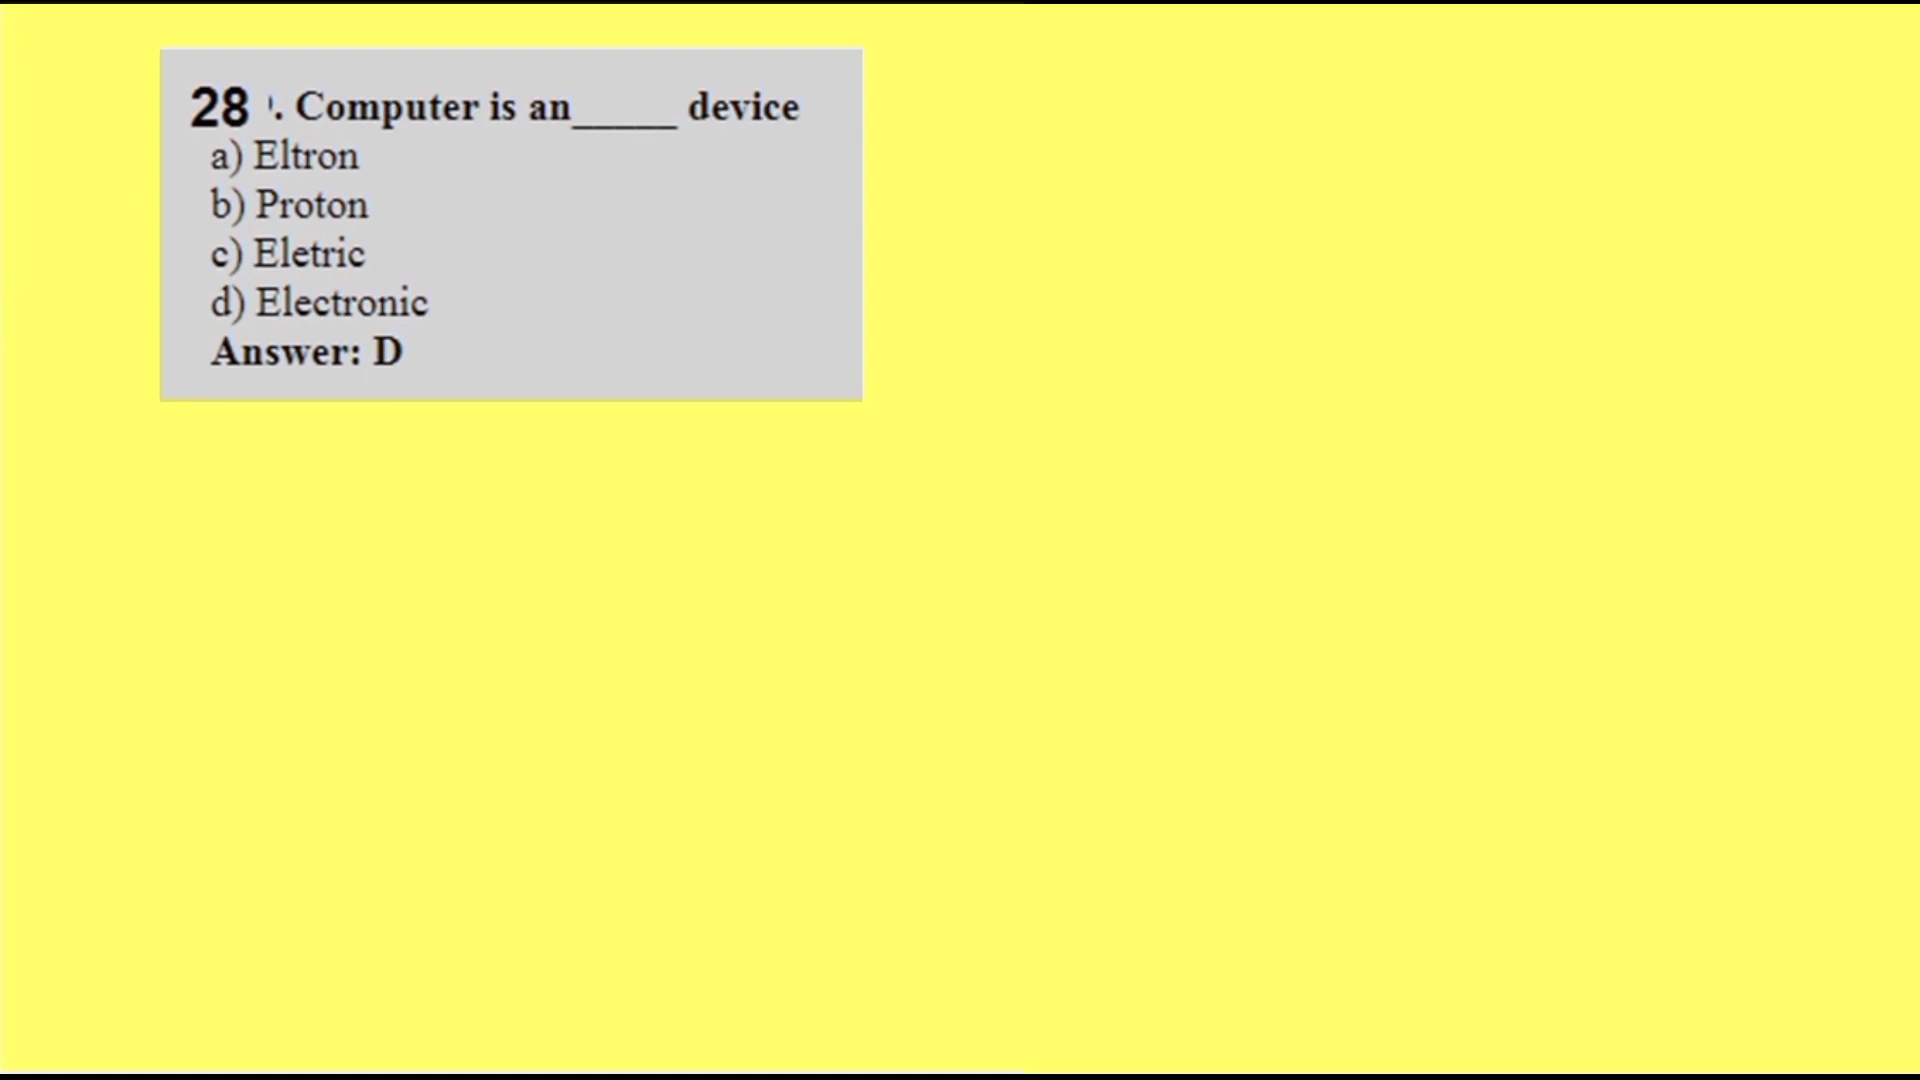 28 . Computer is an_____ device
a) Eltron
b) Proton
c) Eletric
d) Electronic
Answer: D